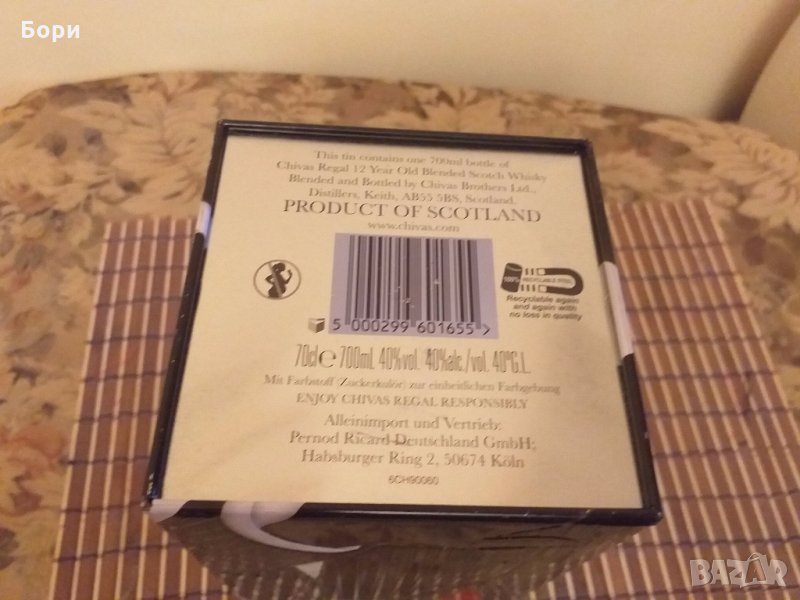 Бори
This tin contains one 700ml bottle of
Chivas Regal 12 Year Old Blended Scotch Whisky
Blended and Bottled by Chivas Brothers Ltd.,
Distillers, Keith, AB55 5BS, Scotland.
PRODUCT OF SCOTLAND
www.chivas.com
100% RECYCLABLE STEEL
Recyclable again
and again with
no loss in quality
5 000299 601655 >
70cl e 700mL 40%vol. 40%alc./vol. 40°G.L.
Mit Farbstoff (Zuckerkulör) zur einheitlichen Farbgebung
ENJOY CHIVAS REGAL RESPONSIBLY
Alleinimport und Vertrieb:
Pernod Ricard Deutschland GmbH;
Habsburger Ring 2, 50674 Köln
6CH90060
BAZAR